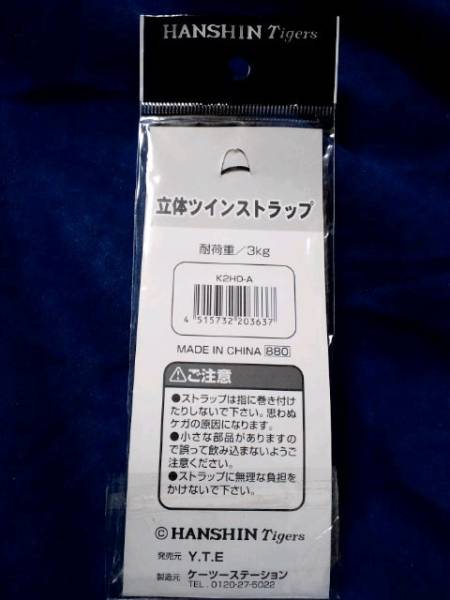 HANSHIN Tigers
立体ツインストラップ
耐荷重／3kg
K2HO-A
4 515732 203637
MADE IN CHINA 880
⚠ご注意
●ストラップは指に巻き付け
たりしないで下さい。思わぬ
ケガの原因になります。
●小さな部品がありますの
で誤って飲み込まないようご
注意ください。
●ストラップに無理な負担を
かけないで下さい。
©HANSHIN Tigers
発売元 Y.T.E
製造元 ケーツーステーション
TEL. 0120-27-5022